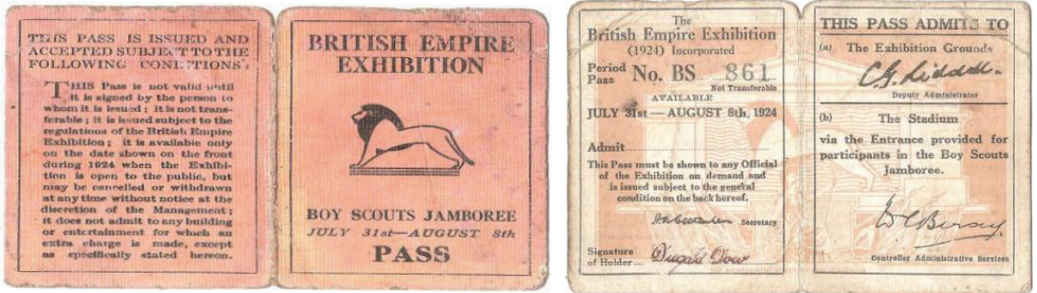 THIS PASS IS ISSUED AND
ACCEPTED SUBJECT TO THE
FOLLOWING CONDITIONS:
THIS Pass is not valid until
it is signed by the person to
whom it is issued; it is not trans-
ferable; it is issued subject to the
regulations of the British Empire
Exhibition; it is available only
on the date shown on the front
during 1924 when the Exhibi-
tion is open to the public, but
may be cancelled or withdrawn
at any time without notice at the
discretion of the Management;
it does not admit to any building
or entertainment for which an
extra charge is made, except
as specifically stated hereon.
BRITISH EMPIRE
EXHIBITION
BOY SCOUTS JAMBOREE
JULY 31st—AUGUST 8th
PASS
The
British Empire Exhibition
(1924) Incorporated
Period
Pass No. BS 861
Not Transferable
AVAILABLE
JULY 31st — AUGUST 8th, 1924
Admit
This Pass must be shown to any Official
of the Exhibition on demand and
is issued subject to the general
condition on the back hereof.
Secretary
Signature
of Holder Dugald Dow
THIS PASS ADMITS TO
(a) The Exhibition Grounds
Deputy Administrator
(b) The Stadium
via the Entrance provided for
participants in the Boy Scouts
Jamboree.
Controller Administrative Services